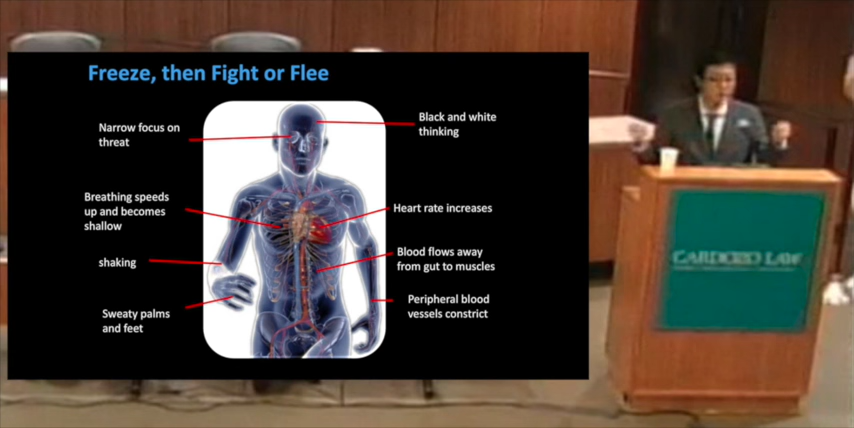 Freeze, then Fight or Flee
Narrow focus on
threat
Black and white
thinking
Breathing speeds
up and becomes
shallow
Heart rate increases
shaking
Blood flows away
from gut to muscles
Sweaty palms
and feet
Peripheral blood
vessels constrict
CARDOZO LAW